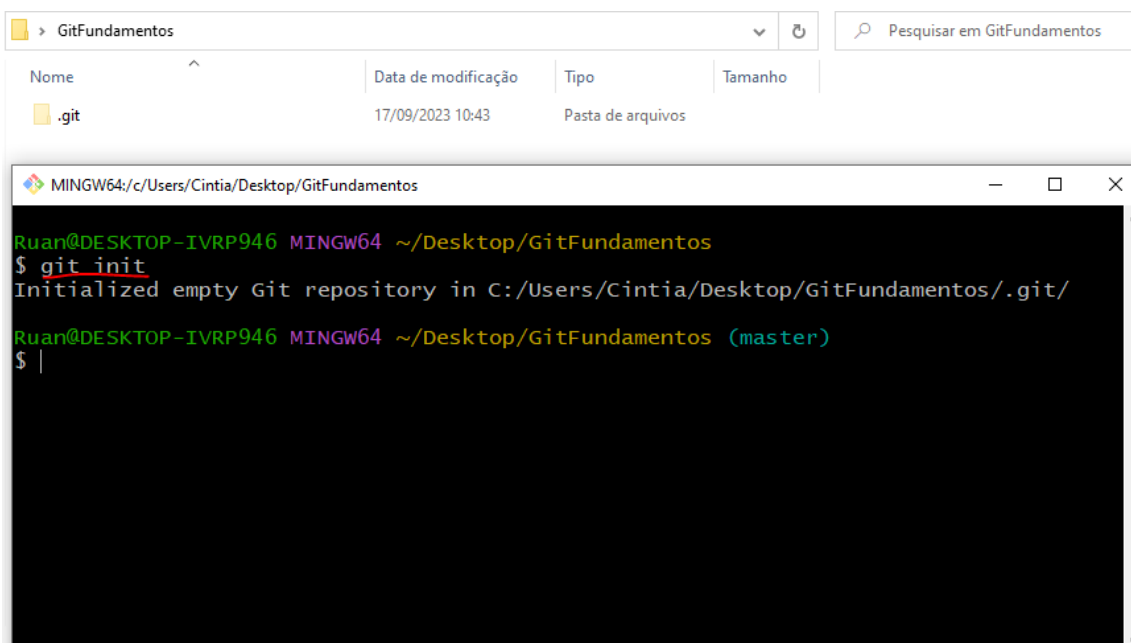 GitFundamentos
Pesquisar em GitFundamentos
Nome Data de modificação Tipo Tamanho
.git 17/09/2023 10:43 Pasta de arquivos
MINGW64:/c/Users/Cintia/Desktop/GitFundamentos
Ruan@DESKTOP-IVRP946 MINGW64 ~/Desktop/GitFundamentos
$ git init
Initialized empty Git repository in C:/Users/Cintia/Desktop/GitFundamentos/.git/
Ruan@DESKTOP-IVRP946 MINGW64 ~/Desktop/GitFundamentos (master)
$